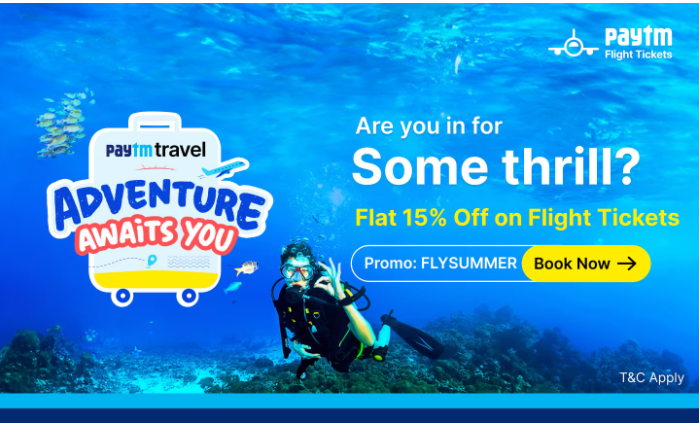 paytm
Flight Tickets
paytm travel
ADVENTURE
AWAITS YOU
Are you in for
Some thrill?
Flat 15% Off on Flight Tickets
Promo: FLYSUMMER
Book Now →
T&C Apply